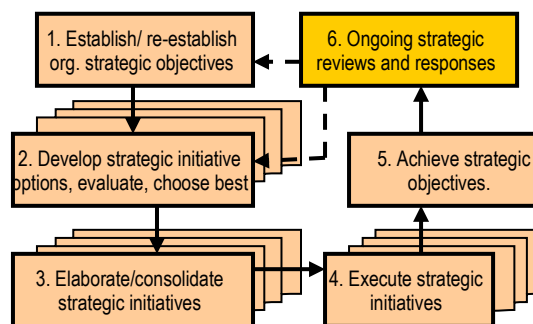 1. Establish/ re-establish
org. strategic objectives
6. Ongoing strategic
reviews and responses
2. Develop strategic initiative
options, evaluate, choose best
5. Achieve strategic
objectives.
3. Elaborate/consolidate
strategic initiatives
4. Execute strategic
initiatives